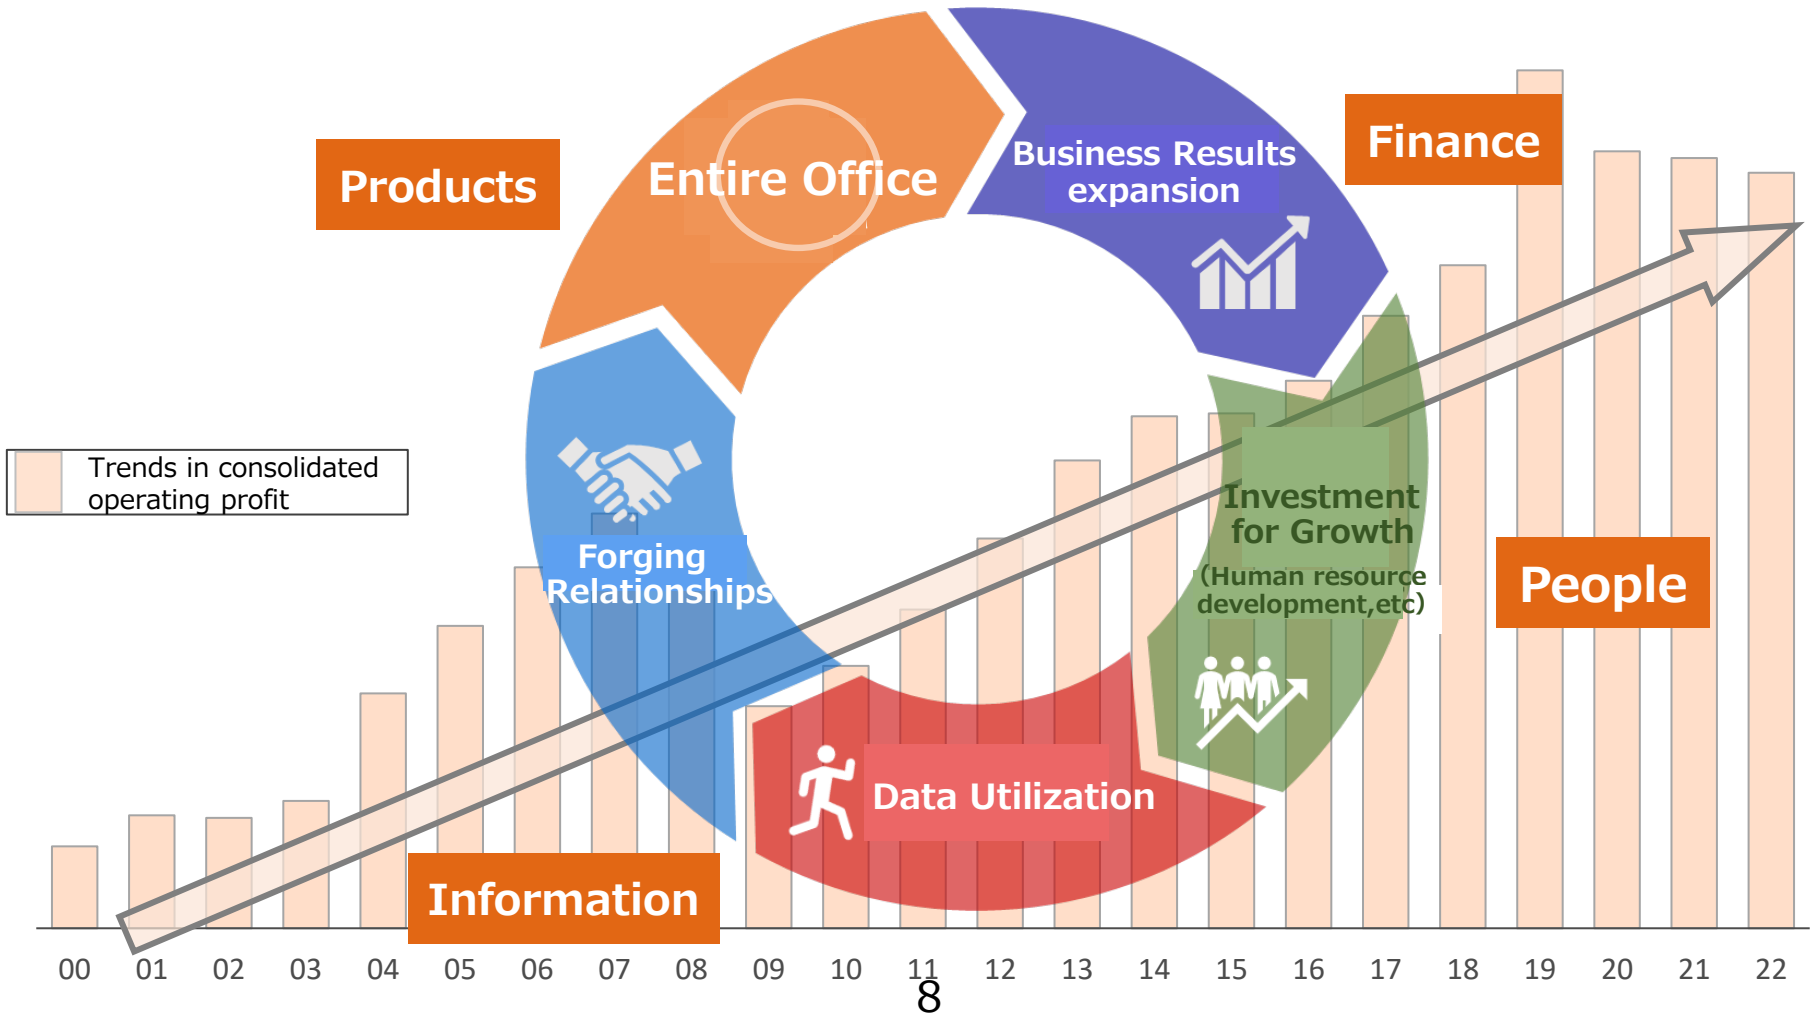 Products
Entire Office
Business Results
expansion
Finance
Trends in consolidated
operating profit
Forging
Relationships
Investment
for Growth
(Human resource
development,etc)
People
Data Utilization
Information
00 01 02 03 04 05 06 07 08 09 10 11 12 13 14 15 16 17 18 19 20 21 22
8